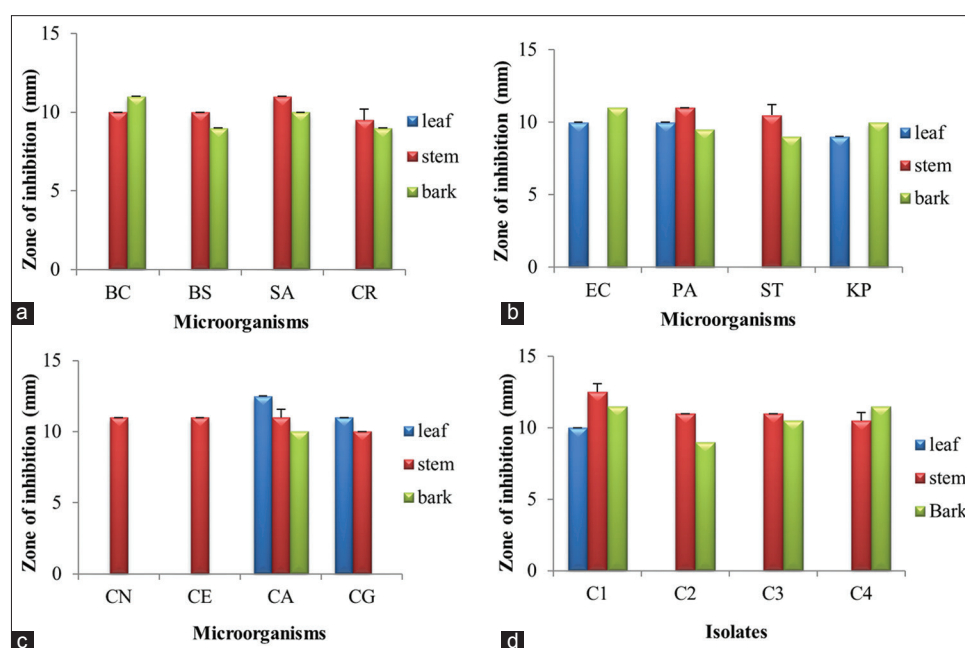 15
10
5
0
Zone of inhibition (mm)
BC BS SA CR
Microorganisms
leaf
stem
bark
a
15
10
5
0
Zone of inhibition (mm)
EC PA ST KP
Microorganisms
leaf
stem
bark
b
15
10
5
0
Zone of inhibition (mm)
CN CE CA CG
Microorganisms
leaf
stem
bark
c
15
10
5
0
Zone of inhibition (mm)
C1 C2 C3 C4
Isolates
leaf
stem
Bark
d